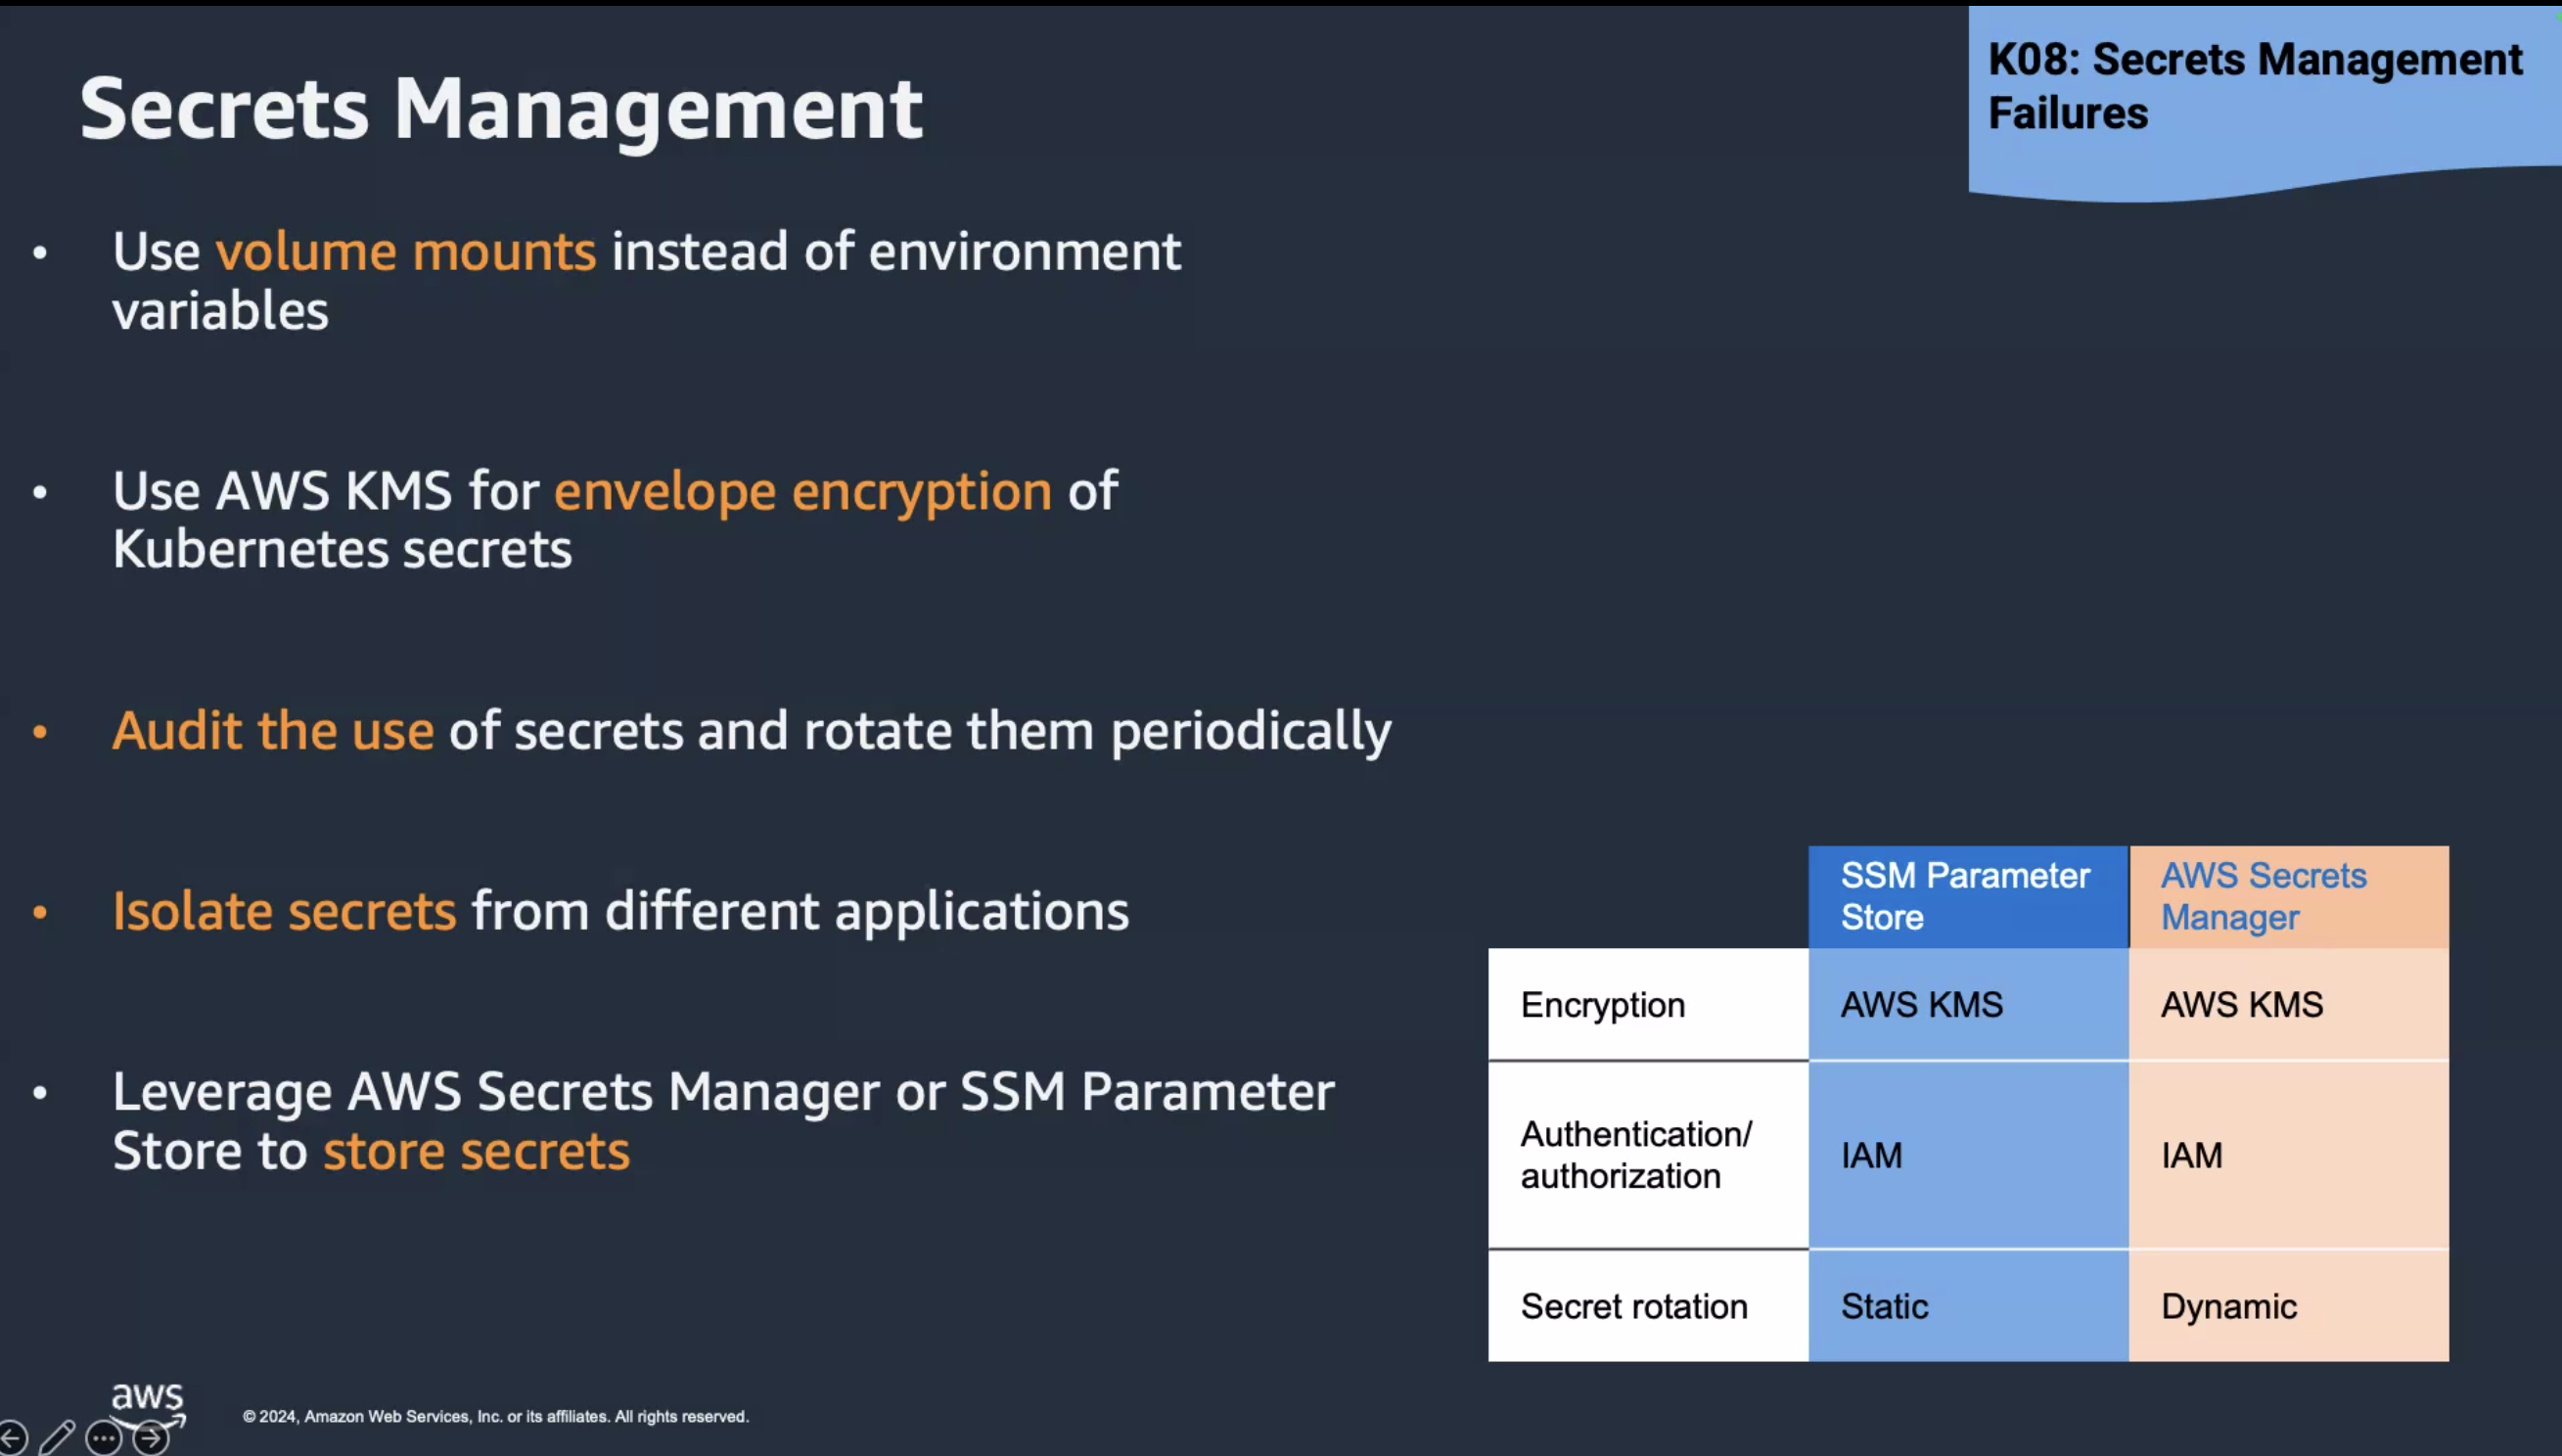 K08: Secrets Management
Failures
Secrets Management
• Use volume mounts instead of environment
variables
• Use AWS KMS for envelope encryption of
Kubernetes secrets
• Audit the use of secrets and rotate them periodically
• Isolate secrets from different applications
• Leverage AWS Secrets Manager or SSM Parameter
Store to store secrets
SSM Parameter
Store
AWS Secrets
Manager
Encryption
AWS KMS
AWS KMS
Authentication/
authorization
IAM
IAM
Secret rotation
Static
Dynamic
aws
© 2024, Amazon Web Services, Inc. or its affiliates. All rights reserved.